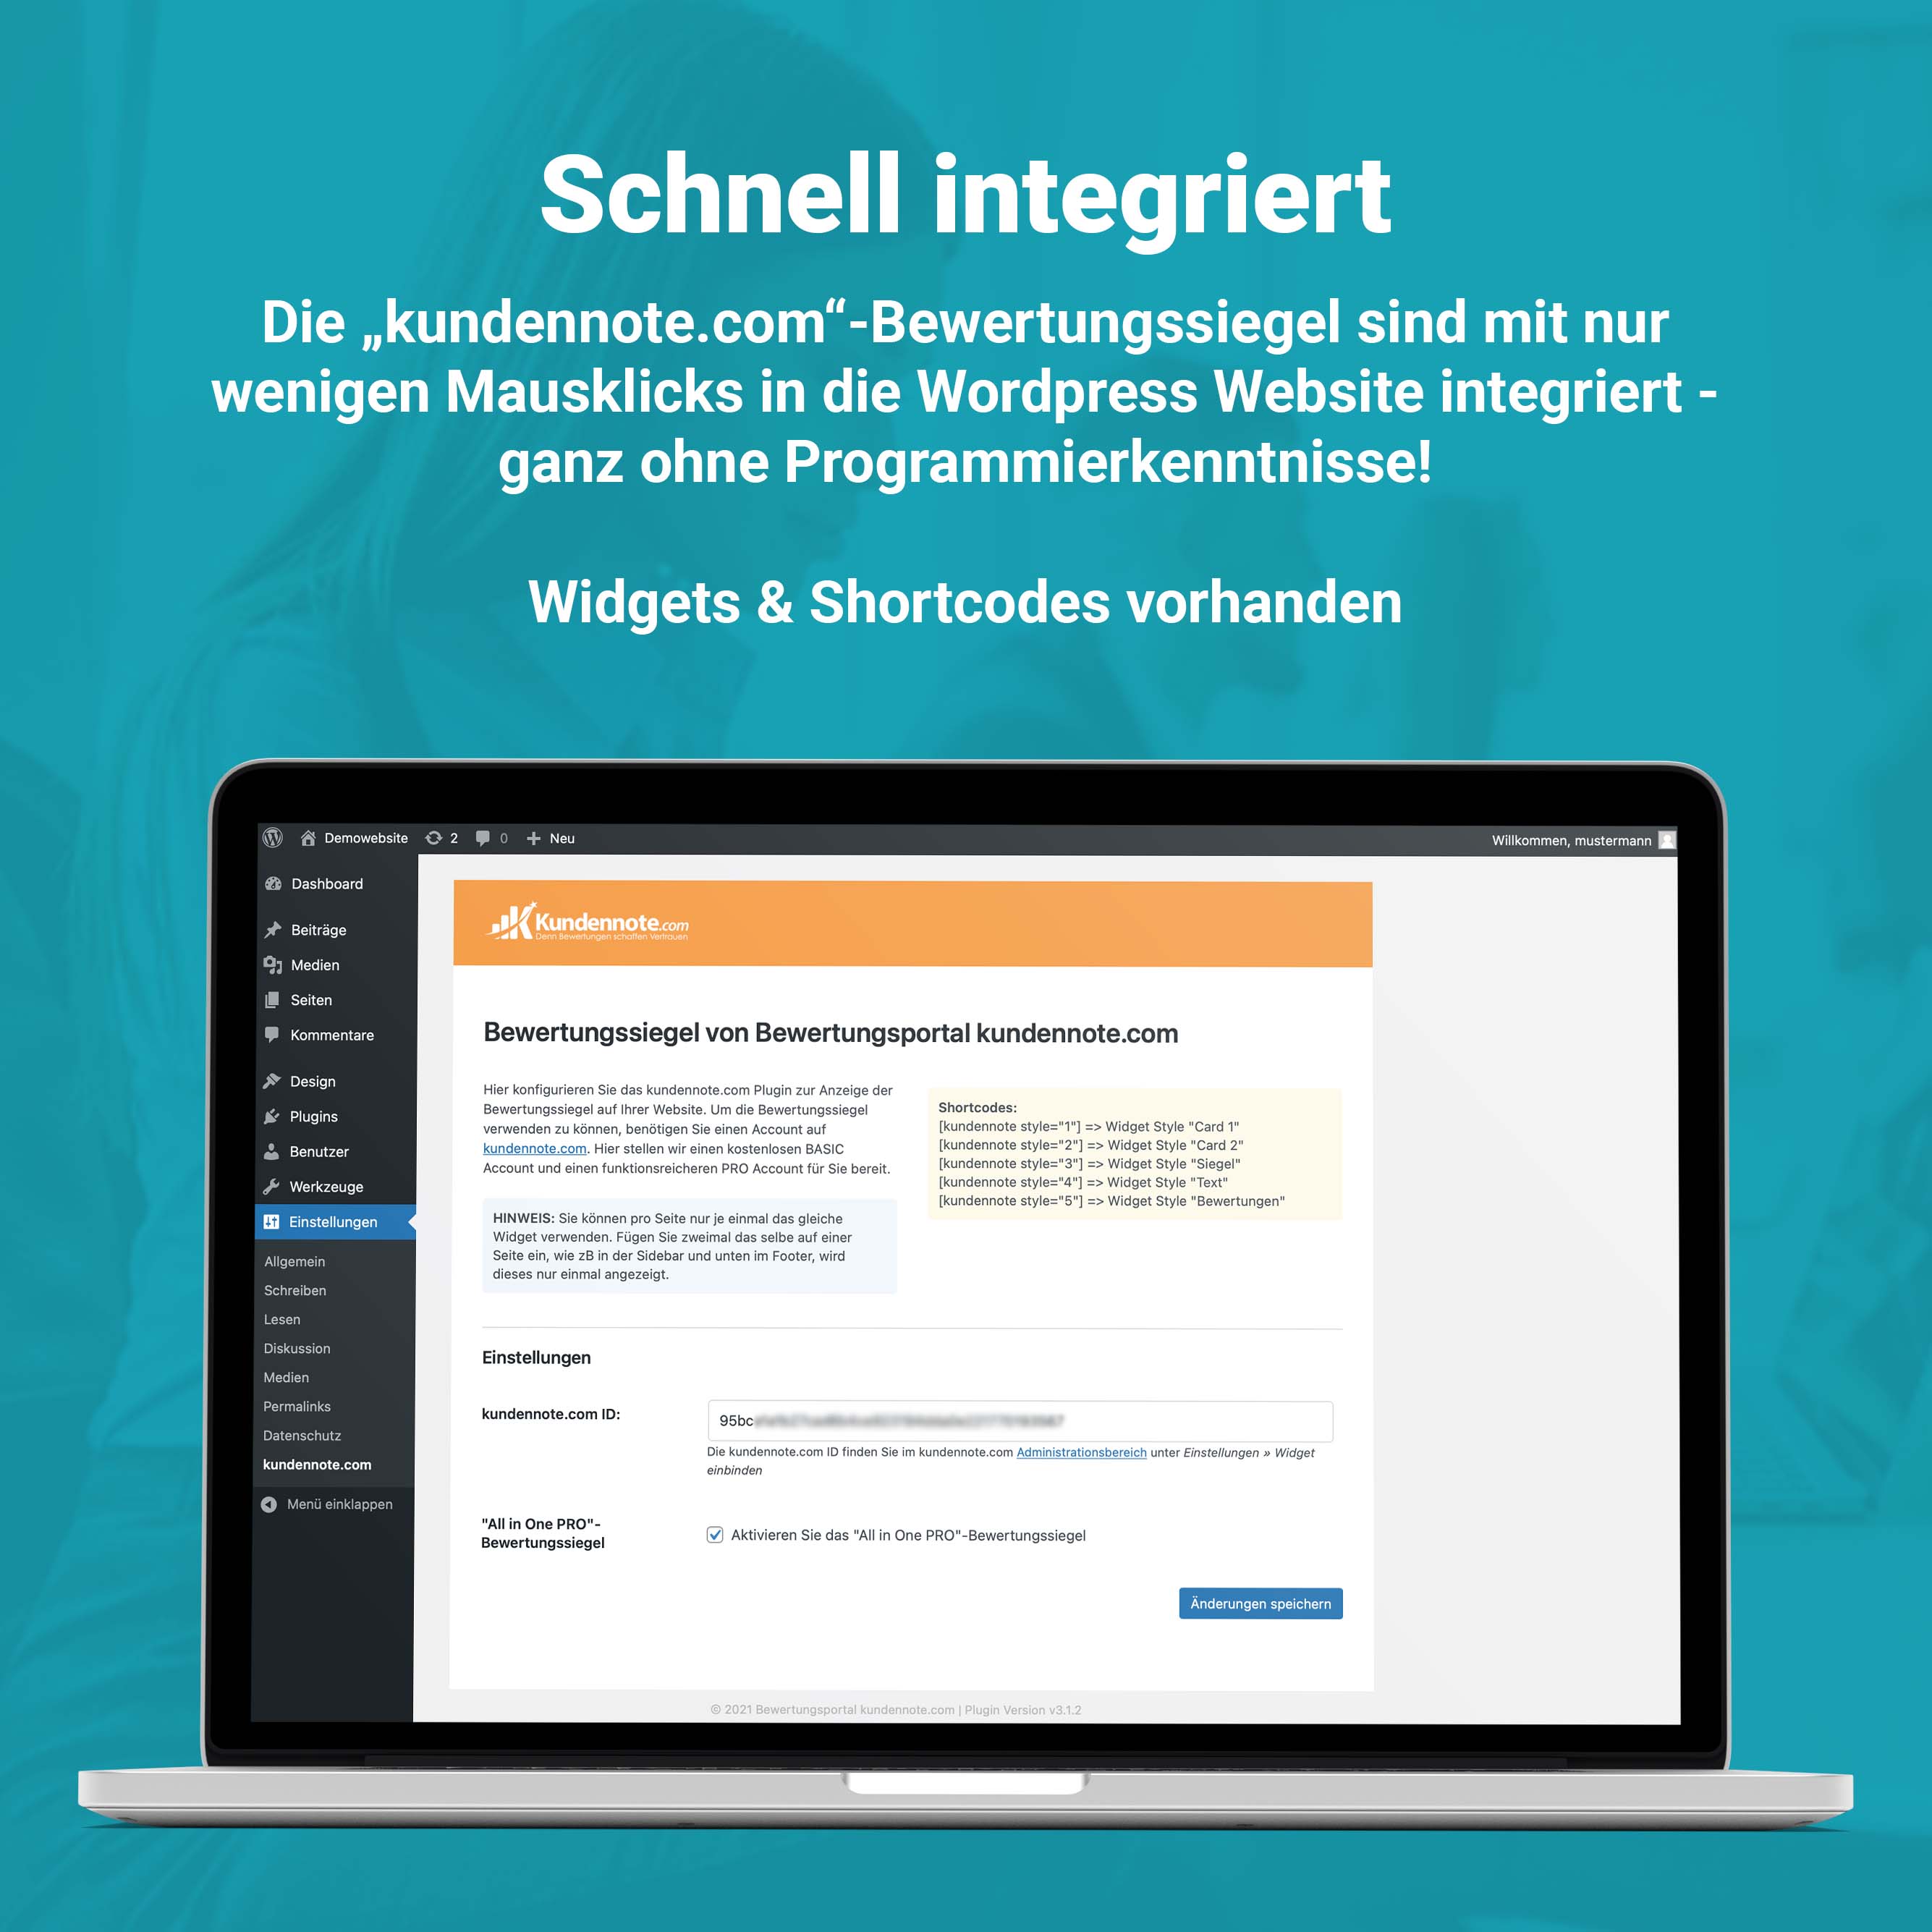 Schnell integriert
Die „kundennote.com“-Bewertungssiegel sind mit nur
wenigen Mausklicks in die Wordpress Website integriert -
ganz ohne Programmierkenntnisse!
Widgets & Shortcodes vorhanden
Demowebsite 2 0 + Neu
Willkommen, mustermann
Dashboard
Beiträge
Medien
Seiten
Kommentare
Design
Plugins
Benutzer
Werkzeuge
Einstellungen
Allgemein
Schreiben
Lesen
Diskussion
Medien
Permalinks
Datenschutz
kundennote.com
Menü einklappen
Kundennote.com
Denn Bewertungen schaffen Vertrauen
Bewertungssiegel von Bewertungsportal kundennote.com
Hier konfigurieren Sie das kundennote.com Plugin zur Anzeige der
Bewertungssiegel auf Ihrer Website. Um die Bewertungssiegel
verwenden zu können, benötigen Sie einen Account auf
kundennote.com. Hier stellen wir einen kostenlosen BASIC
Account und einen funktionsreicheren PRO Account für Sie bereit.
HINWEIS: Sie können pro Seite nur je einmal das gleiche
Widget verwenden. Fügen Sie zweimal das selbe auf einer
Seite ein, wie zB in der Sidebar und unten im Footer, wird
dieses nur einmal angezeigt.
Shortcodes:
[kundennote style="1"] => Widget Style "Card 1"
[kundennote style="2"] => Widget Style "Card 2"
[kundennote style="3"] => Widget Style "Siegel"
[kundennote style="4"] => Widget Style "Text"
[kundennote style="5"] => Widget Style "Bewertungen"
Einstellungen
kundennote.com ID:
95bc
Die kundennote.com ID finden Sie im kundennote.com Administrationsbereich unter Einstellungen » Widget
einbinden
"All in One PRO"-
Bewertungssiegel
Aktivieren Sie das "All in One PRO"-Bewertungssiegel
Änderungen speichern
© 2021 Bewertungsportal kundennote.com | Plugin Version v3.1.2